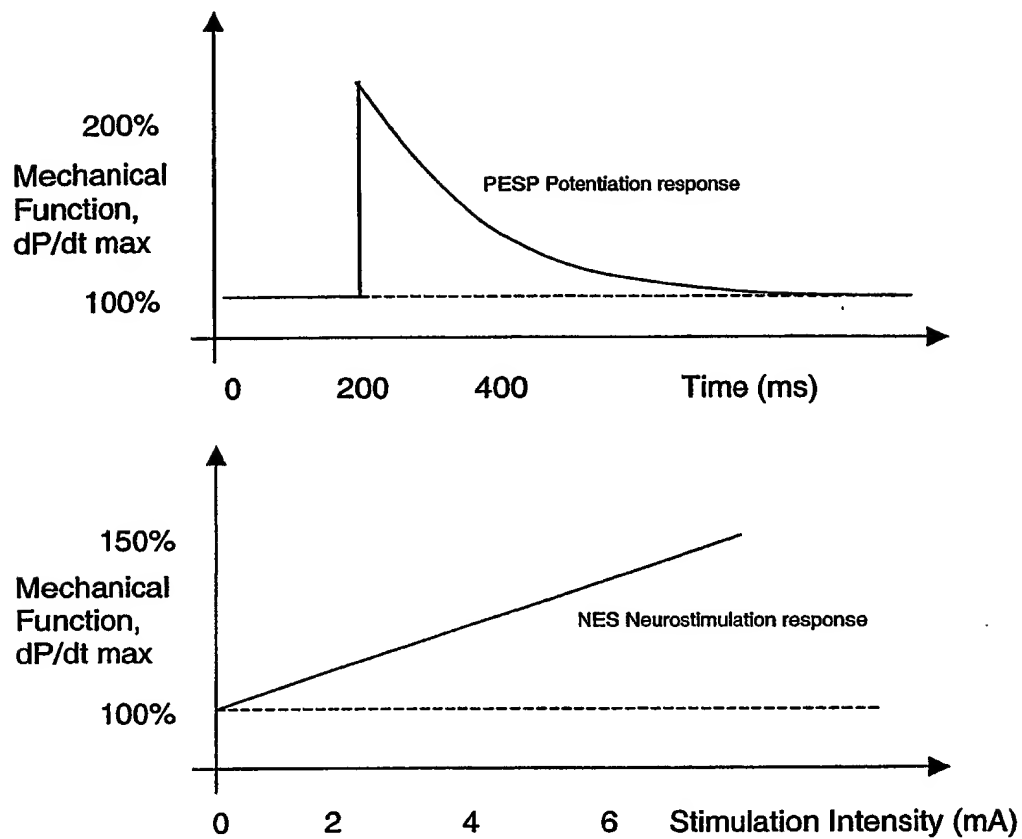 200%
Mechanical
Function,
dP/dt max
100%
PESP Potentiation response
0 200 400 Time (ms)
150%
Mechanical
Function,
dP/dt max
100%
NES Neurostimulation response
0 2 4 6 Stimulation Intensity (mA)